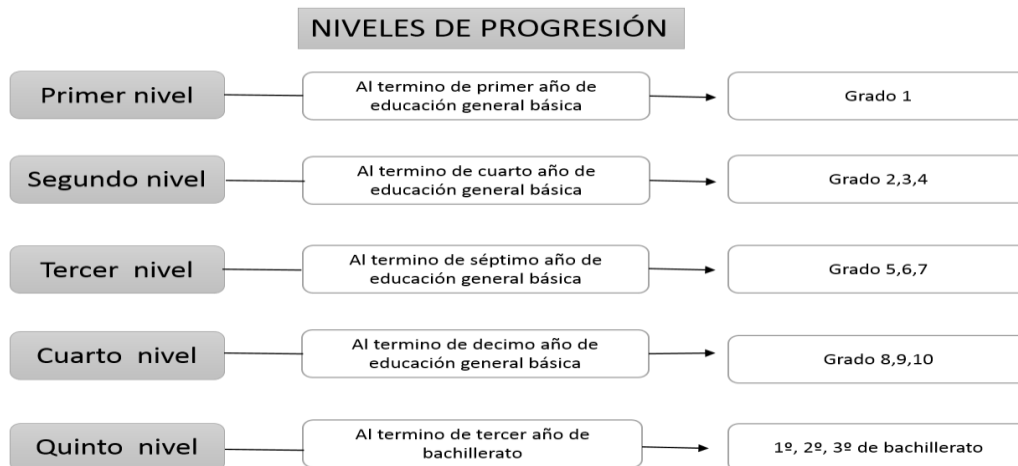 NIVELES DE PROGRESIÓN
Primer nivel
Al termino de primer año de
educación general básica
Grado 1
Segundo nivel
Al termino de cuarto año de
educación general básica
Grado 2,3,4
Tercer nivel
Al termino de séptimo año de
educación general básica
Grado 5,6,7
Cuarto nivel
Al termino de decimo año de
educación general básica
Grado 8,9,10
Quinto nivel
Al termino de tercer año de
bachillerato
1º, 2º, 3º de bachillerato